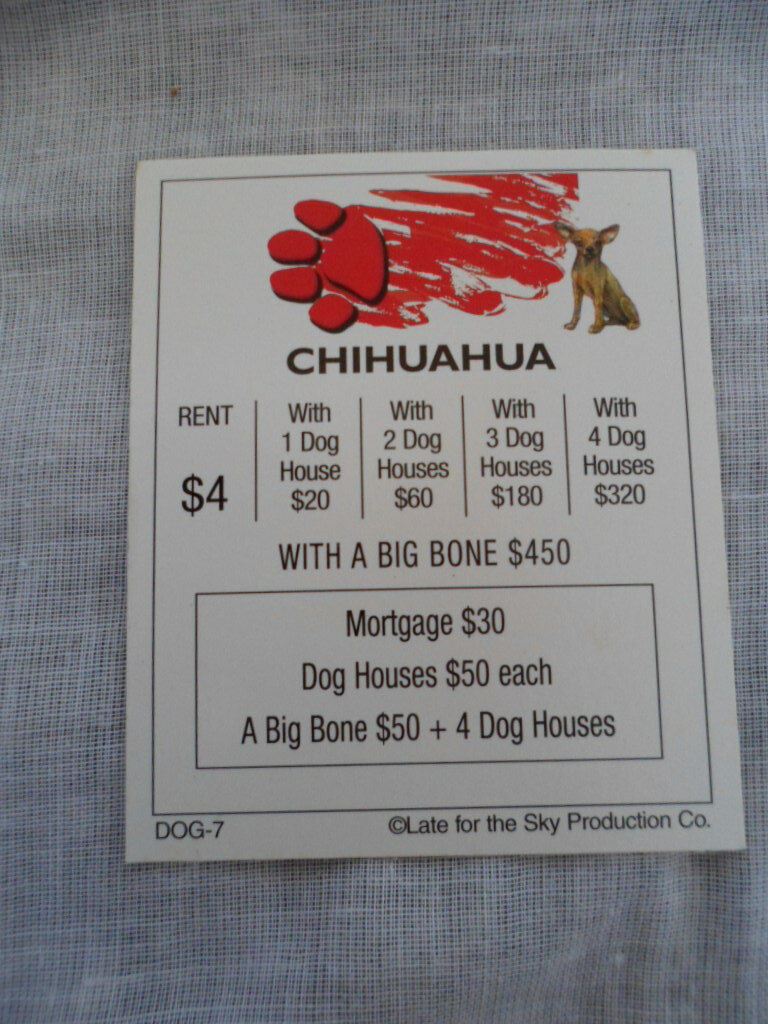 CHIHUAHUA
RENT
$4
With
1 Dog
House
$20
With
2 Dog
Houses
$60
With
3 Dog
Houses
$180
With
4 Dog
Houses
$320
WITH A BIG BONE $450
Mortgage $30
Dog Houses $50 each
A Big Bone $50 + 4 Dog Houses
DOG-7
©Late for the Sky Production Co.